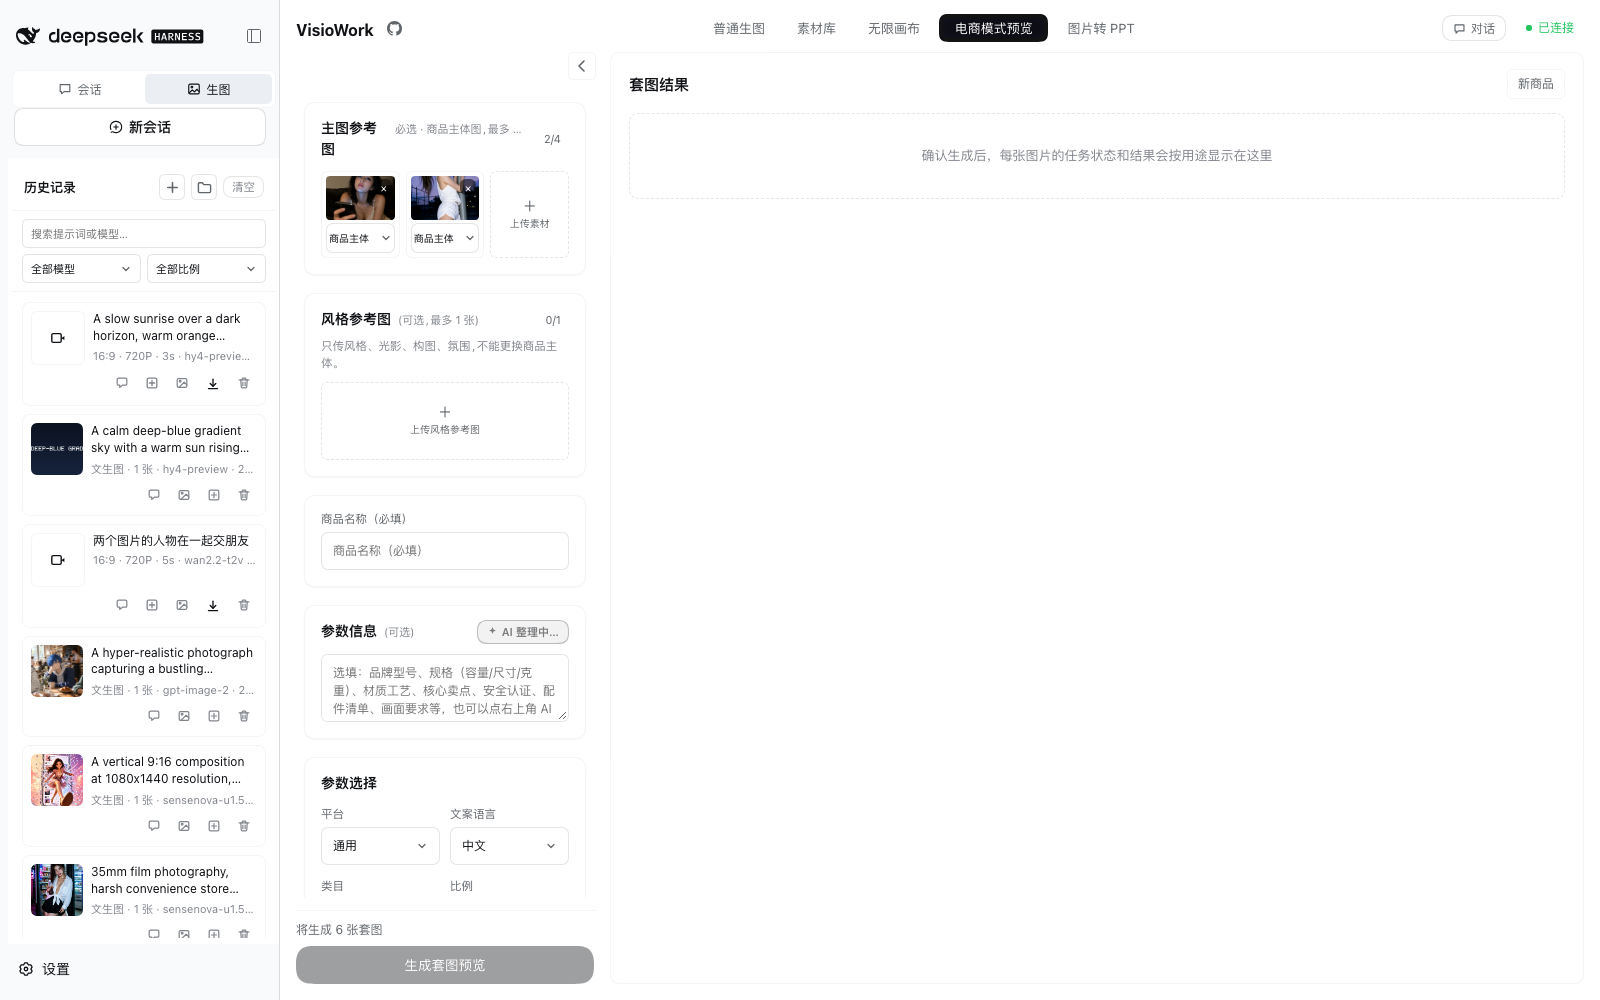 deepseek HARNESS
会话
生图
新会话
历史记录
清空
搜索提示词或模型...
全部模型
全部比例
A slow sunrise over a dark
horizon, warm orange...
16:9 · 720P · 3s · hy4-previe...
A calm deep-blue gradient
sky with a warm sun rising...
文生图 · 1 张 · hy4-preview · 2...
两个图片的人物在一起交朋友
16:9 · 720P · 5s · wan2.2-t2v ...
A hyper-realistic photograph
capturing a bustling...
文生图 · 1 张 · gpt-image-2 · 2...
A vertical 9:16 composition
at 1080x1440 resolution,...
文生图 · 1 张 · sensenova-u1.5...
35mm film photography,
harsh convenience store...
文生图 · 1 张 · sensenova-u1.5...
设置
VisioWork
普通生图
素材库
无限画布
电商模式预览
图片转 PPT
对话
已连接
主图参考图
必选 · 商品主体图,最多 ...
2/4
商品主体
商品主体
上传素材
风格参考图 (可选,最多 1 张)
0/1
只传风格、光影、构图、氛围,不能更换商品主
体。
上传风格参考图
商品名称（必填）
商品名称（必填）
参数信息 (可选)
AI 整理中...
选填：品牌型号、规格（容量/尺寸/克
重）、材质工艺、核心卖点、安全认证、配
件清单、画面要求等，也可以点右上角 AI
参数选择
平台
文案语言
通用
中文
类目
比例
将生成 6 张套图
生成套图预览
套图结果
新商品
确认生成后，每张图片的任务状态和结果会按用途显示在这里